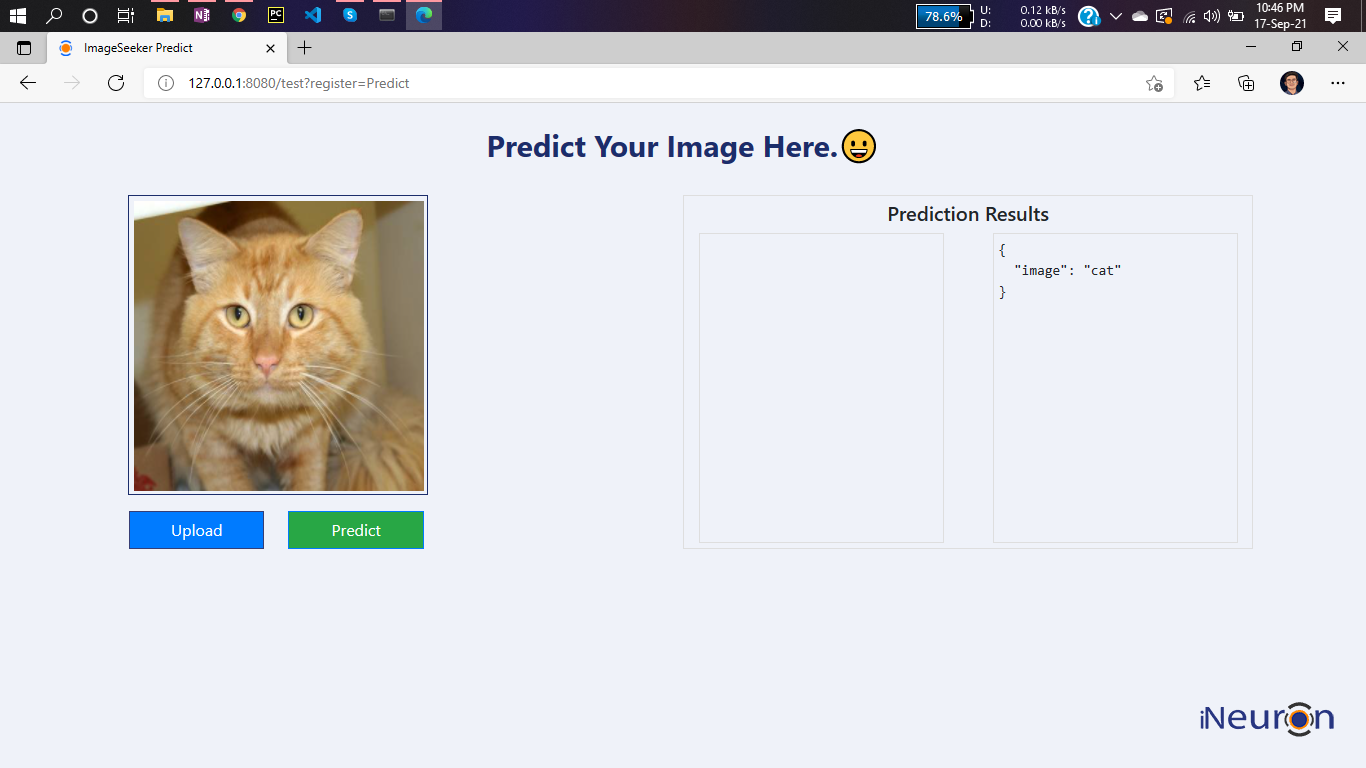 78.6%
U: 0.12 kB/s
D: 0.00 kB/s
10:46 PM
17-Sep-21
ImageSeeker Predict
127.0.0.1:8080/test?register=Predict
Predict Your Image Here.😀
Prediction Results
{
"image": "cat"
}
Upload
Predict
iNeuron